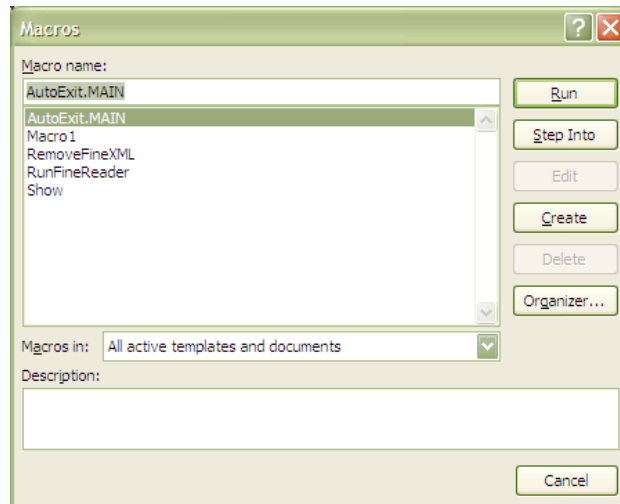 Macros
Macro name:
AutoExit.MAIN
AutoExit.MAIN
Macro1
RemoveFineXML
RunFineReader
Show
Run
Step Into
Edit
Create
Delete
Organizer...
Macros in: All active templates and documents
Description:
Cancel